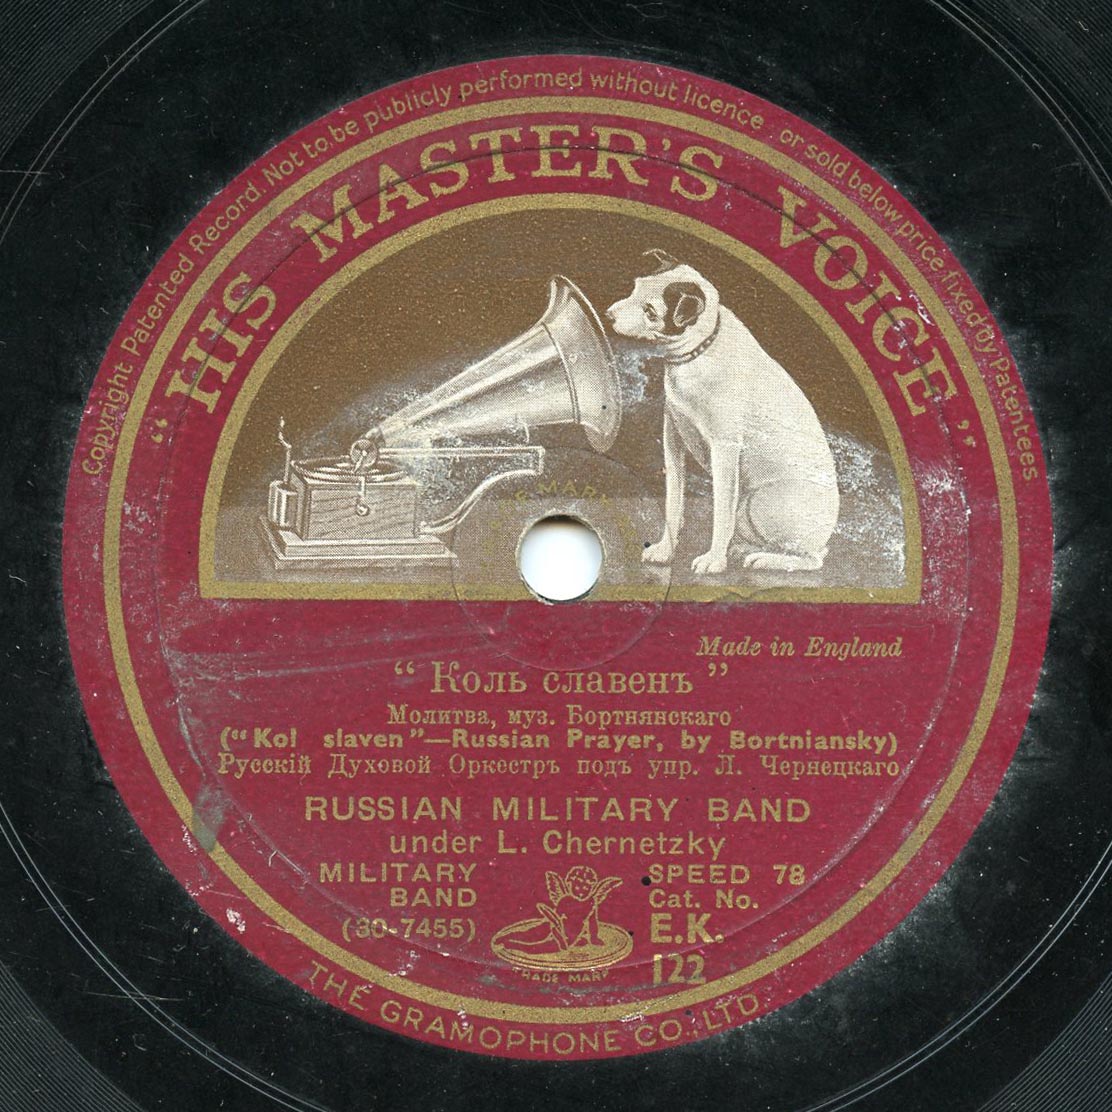 Copyright Patented Record. Not to be publicly performed without licence or sold below price fixed by Patentees
"HIS MASTER'S VOICE"
Made in England
“Коль славенъ”
Молитва, муз. Бортнянскаго
(“Kol slaven”—Russian Prayer, by Bortniansky)
Русскій Духовой Оркестръ подъ упр. Л. Чернецкаго
RUSSIAN MILITARY BAND
under L. Chernetzky
MILITARY BAND
(30-7455)
SPEED 78
Cat. No.
E.K.
122
TRADE MARK
THE GRAMOPHONE CO., LTD.